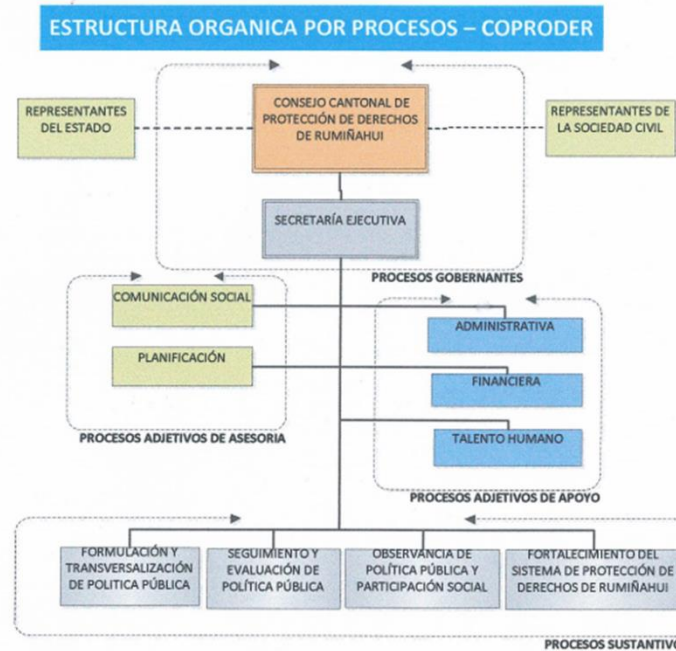 ESTRUCTURA ORGANICA POR PROCESOS – COPRODER
REPRESENTANTES
DEL ESTADO
CONSEJO CANTONAL DE
PROTECCIÓN DE DERECHOS
DE RUMIÑAHUI
REPRESENTANTES DE
LA SOCIEDAD CIVIL
SECRETARÍA EJECUTIVA
PROCESOS GOBERNANTES
COMUNICACIÓN SOCIAL
PLANIFICACIÓN
PROCESOS ADJETIVOS DE ASESORIA
ADMINISTRATIVA
FINANCIERA
TALENTO HUMANO
PROCESOS ADJETIVOS DE APOYO
FORMULACIÓN Y
TRANSVERSALIZACIÓN
DE POLITICA PÚBLICA
SEGUIMIENTO Y
EVALUACIÓN DE
POLÍTICA PÚBLICA
OBSERVANCIA DE
POLÍTICA PÚBLICA Y
PARTICIPACIÓN SOCIAL
FORTALECIMIENTO DEL
SISTEMA DE PROTECCIÓN DE
DERECHOS DE RUMIÑAHUI
PROCESOS SUSTANTIVO